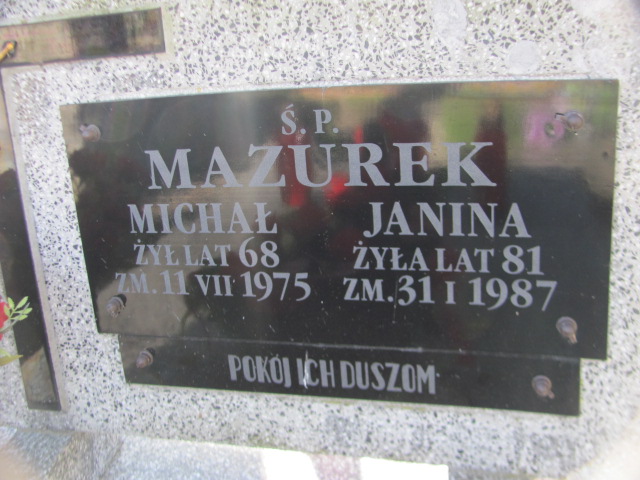 Ś. P.
MAZUREK
MICHAŁ JANINA
ŻYŁ LAT 68 ŻYŁA LAT 81
ZM. 11 VII 1975 ZM. 31 I 1987
POKÓJ ICH DUSZOM